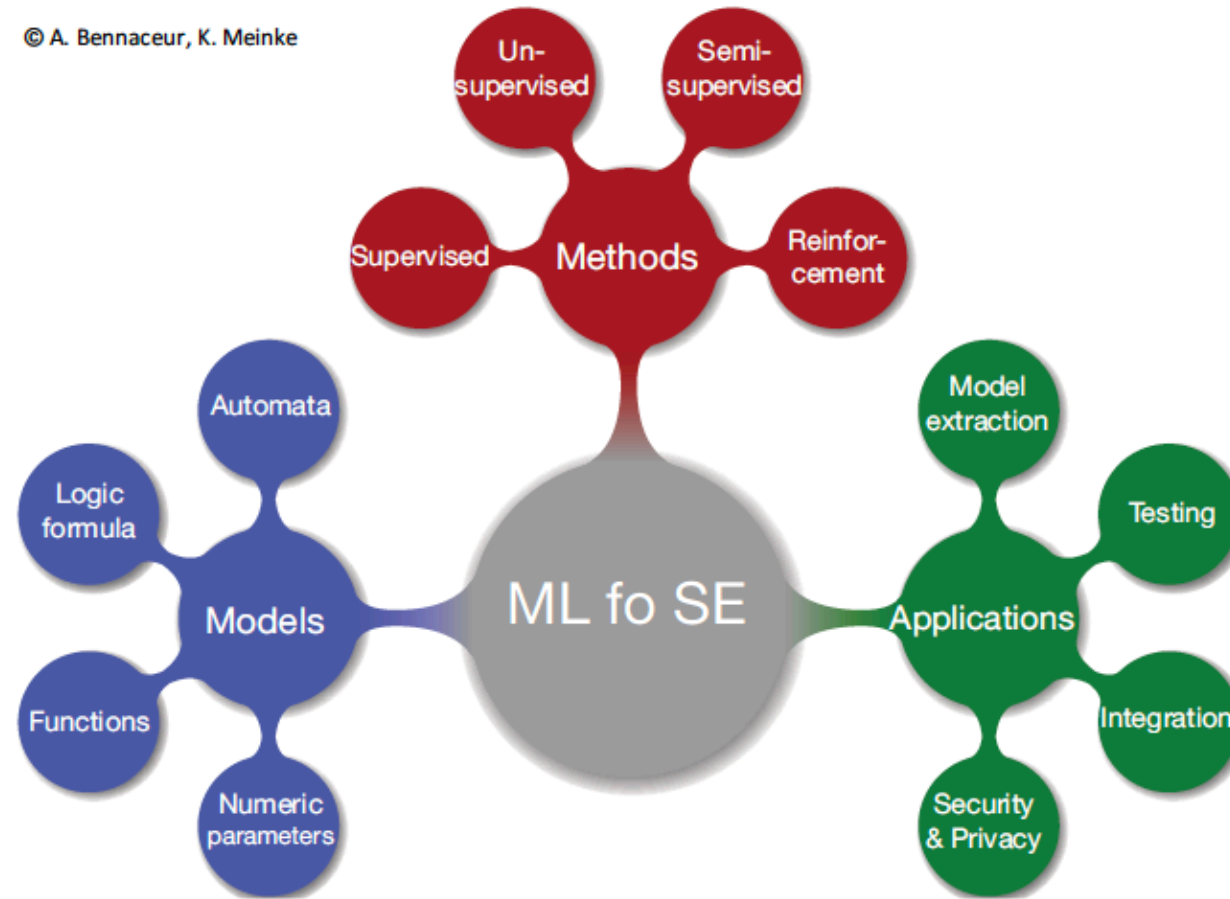 © A. Bennaceur, K. Meinke
Un-
supervised
Semi-
supervised
Supervised
Methods
Reinfor-
cement
Automata
Logic
formula
Models
Functions
Numeric
parameters
ML fo SE
Model
extraction
Testing
Applications
Integration
Security
& Privacy